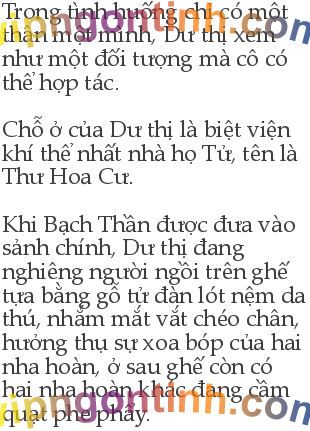 Trong tình huống chỉ có một
thân một mình, Dư thị xem
như một đối tượng mà cô có
thể hợp tác.
Chỗ ở của Dư thị là biệt viện
khí thể nhất nhà họ Tử, tên là
Thư Hoa Cư.
Khi Bạch Thần được đưa vào
sảnh chính, Dư thị đang
nghiêng người ngồi trên ghế
tựa bằng gỗ tử đàn lót nệm da
thú, nhắm mắt vắt chéo chân,
hưởng thụ sự xoa bóp của hai
nha hoàn, ở sau ghế còn có
hai nha hoàn khác đang cầm
quạt phe phẩy.
vipngontinh.com